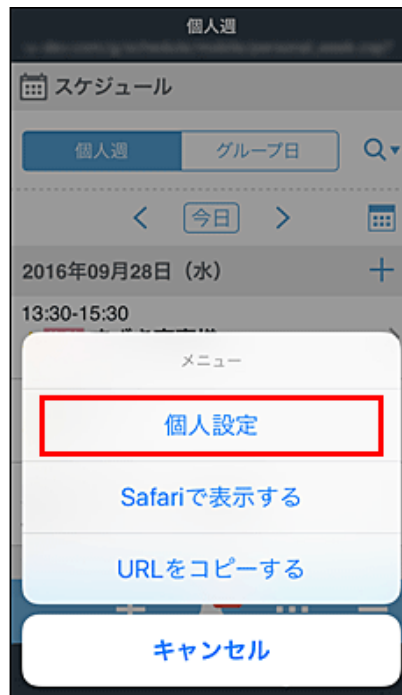 個人週
スケジュール
個人週 グループ日
今日
2016年09月28日（水）
13:30-15:30
メニュー
個人設定
Safariで表示する
URLをコピーする
キャンセル